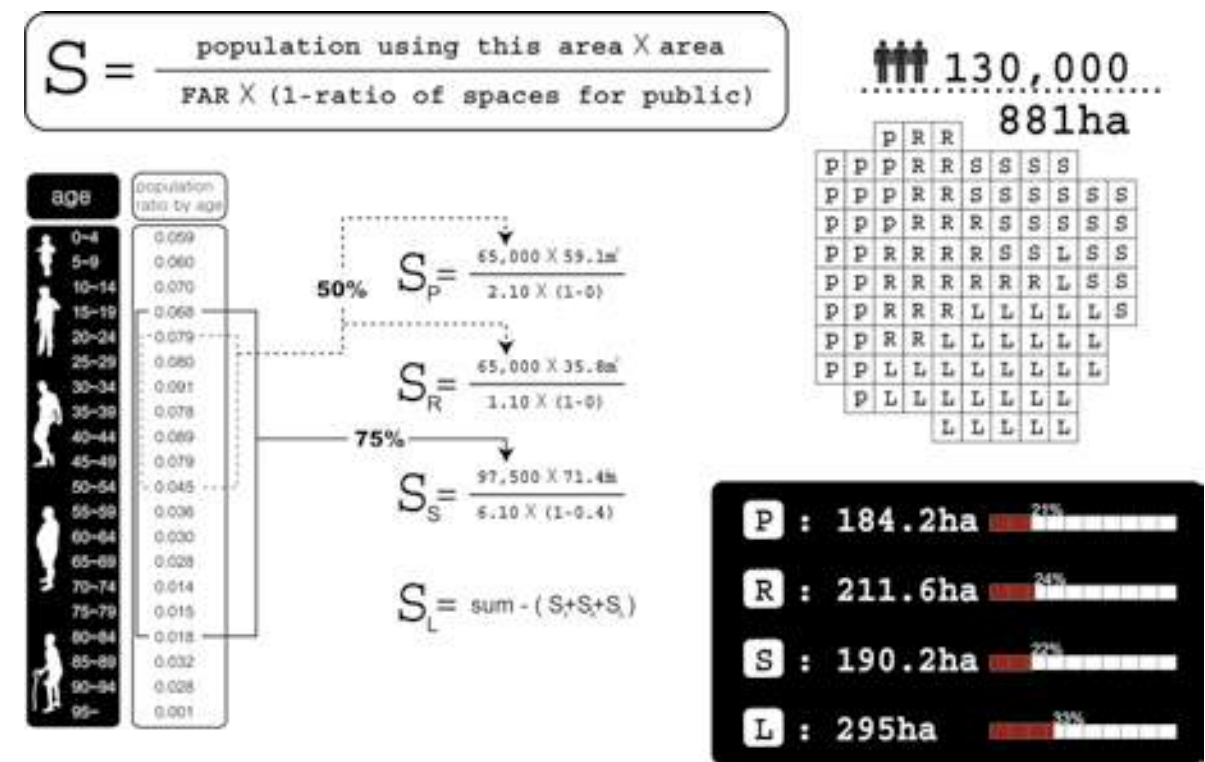 S = population using this area X area
FAR X (1-ratio of spaces for public)
130,000
881ha
P R R
P P P R R S S S S
P P P R R S S S S S S
P P P R R R S S S S S
P P R R R R S S L S S
P P R R R R R R L S S
P P R R R L L L L L S
P P R R L L L L L L
P P L L L L L L L L
P L L L L L L L
L L L L L
age
population
ratio by age
0~4 0.059
5~9 0.060
10~14 0.070
15~19 0.068
20~24 0.079
25~29 0.080
30~34 0.091
35~39 0.078
40~44 0.089
45~49 0.079
50~54 0.045
55~59 0.036
60~64 0.030
65~69 0.028
70~74 0.014
75~79 0.015
80~84 0.018
85~89 0.032
90~94 0.028
95~ 0.001
50%
75%
SP = 65,000 X 59.1㎡
2.10 X (1-0)
SR = 65,000 X 35.8㎡
1.10 X (1-0)
SS = 97,500 X 71.4㎡
6.10 X (1-0.4)
SL = sum - (
P : 184.2ha 21%
R : 211.6ha 24%
S : 190.2ha 22%
L : 295ha 33%